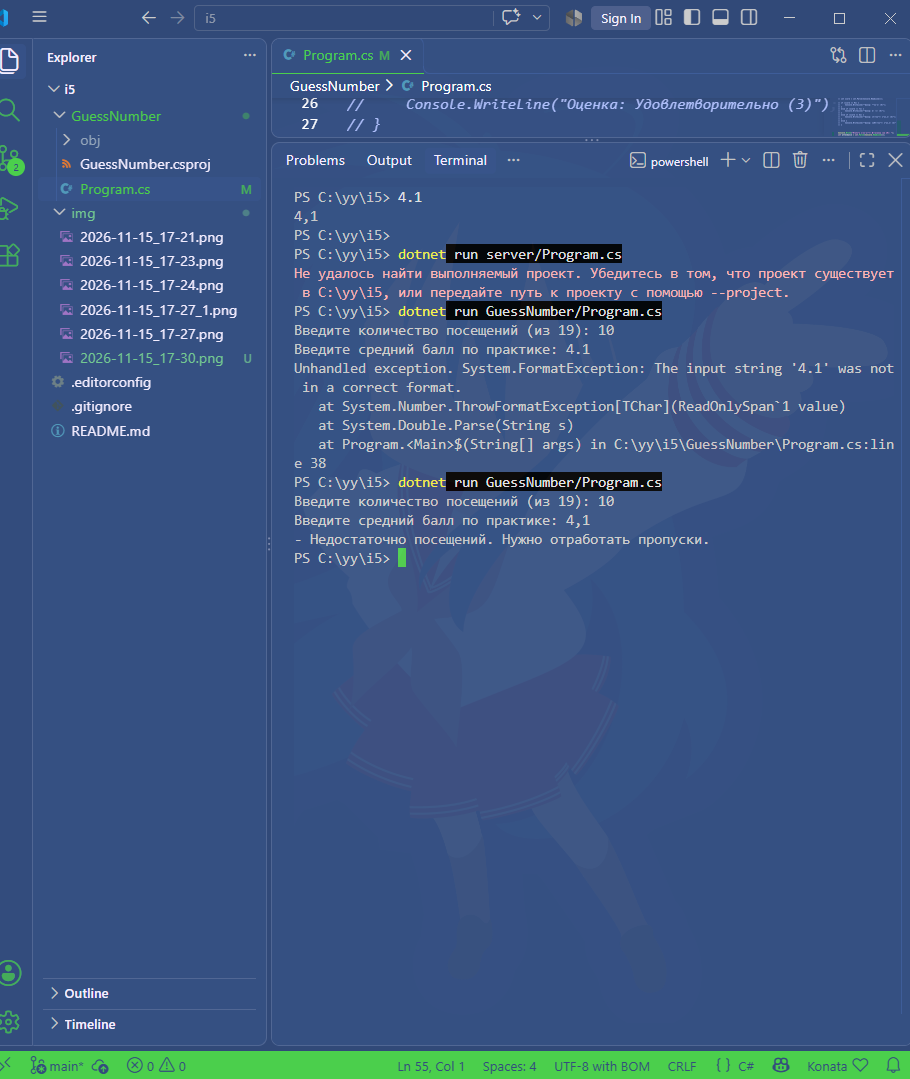 i5
Sign In
Explorer
i5
GuessNumber
obj
GuessNumber.csproj
Program.cs M
img
2026-11-15_17-21.png
2026-11-15_17-23.png
2026-11-15_17-24.png
2026-11-15_17-27_1.png
2026-11-15_17-27.png
2026-11-15_17-30.png U
.editorconfig
.gitignore
README.md
Outline
Timeline
2
Program.cs M
GuessNumber > Program.cs
26 // Console.WriteLine("Оценка: Удовлетворительно (3)")
27 // }
Problems Output Terminal ··· powershell
PS C:\yy\i5> 4.1
4,1
PS C:\yy\i5>
PS C:\yy\i5> dotnet run server/Program.cs
Не удалось найти выполняемый проект. Убедитесь в том, что проект существует
в C:\yy\i5, или передайте путь к проекту с помощью --project.
PS C:\yy\i5> dotnet run GuessNumber/Program.cs
Введите количество посещений (из 19): 10
Введите средний балл по практике: 4.1
Unhandled exception. System.FormatException: The input string '4.1' was not
in a correct format.
at System.Number.ThrowFormatException[TChar](ReadOnlySpan`1 value)
at System.Double.Parse(String s)
at Program.<Main>$(String[] args) in C:\yy\i5\GuessNumber\Program.cs:lin
e 38
PS C:\yy\i5> dotnet run GuessNumber/Program.cs
Введите количество посещений (из 19): 10
Введите средний балл по практике: 4,1
- Недостаточно посещений. Нужно отработать пропуски.
PS C:\yy\i5>
main* 0 0 Ln 55, Col 1 Spaces: 4 UTF-8 with BOM CRLF { } C# Konata